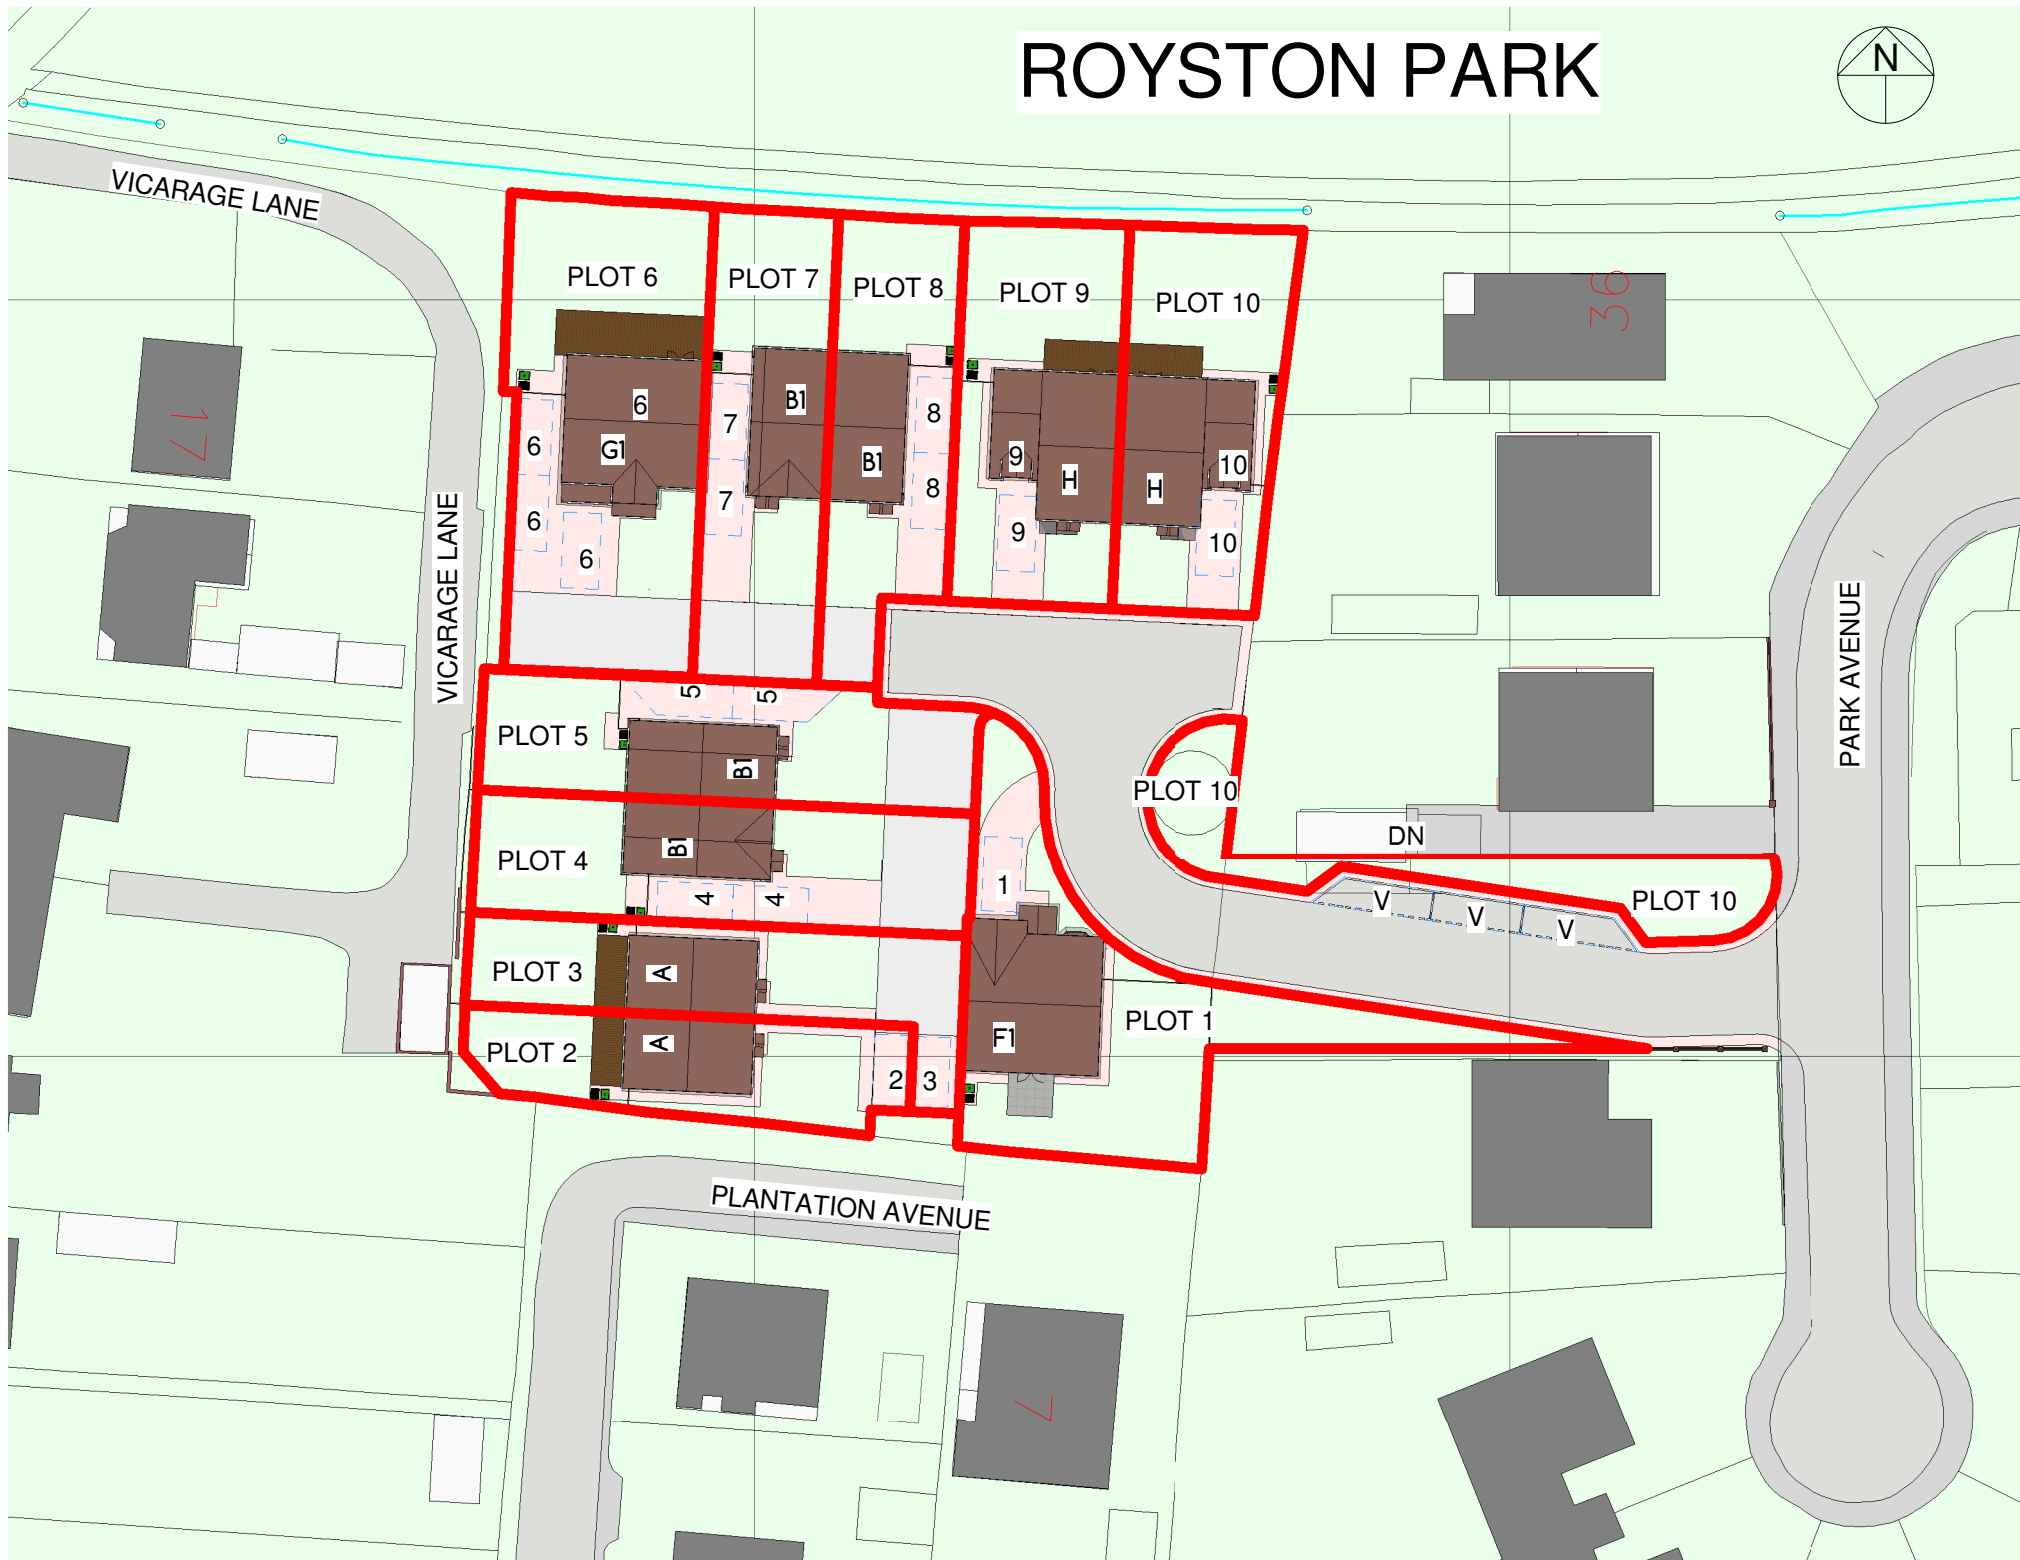 ROYSTON PARK
N
VICARAGE LANE
PLOT 6
PLOT 7
PLOT 8
PLOT 9
PLOT 10
36
17
6
G1
6
6
6
7
7
B1
B1
8
8
9
H
9
H
10
10
VICARAGE LANE
PARK AVENUE
5
5
PLOT 5
B1
PLOT 4
B1
4
4
PLOT 10
DN
1
V
V
V
PLOT 10
PLOT 3
A
PLOT 2
A
2
3
F1
PLOT 1
PLANTATION AVENUE
7